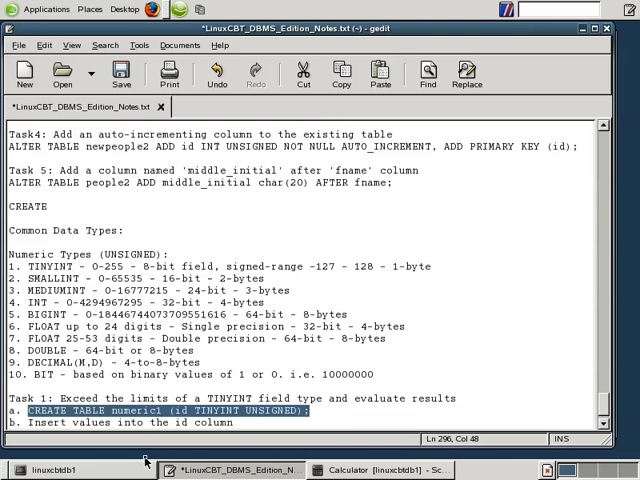 Applications Places Desktop
*LinuxCBT_DBMS_Edition_Notes.txt (~) - gedit
File Edit View Search Tools Documents Help
New Open Save Print Undo Redo Cut Copy Paste Find Replace
*LinuxCBT_DBMS_Edition_Notes.txt
Task4: Add an auto-incrementing column to the existing table
ALTER TABLE newpeople2 ADD id INT UNSIGNED NOT NULL AUTO_INCREMENT, ADD PRIMARY KEY (id);
Task 5: Add a column named 'middle_initial' after 'fname' column
ALTER TABLE people2 ADD middle_initial char(20) AFTER fname;
CREATE
Common Data Types:
Numeric Types (UNSIGNED):
1. TINYINT - 0-255 - 8-bit field, signed-range -127 - 128 - 1-byte
2. SMALLINT - 0-65535 - 16-bit - 2-bytes
3. MEDIUMINT - 0-16777215 - 24-bit - 3-bytes
4. INT - 0-4294967295 - 32-bit - 4-bytes
5. BIGINT - 0-18446744073709551616 - 64-bit - 8-bytes
6. FLOAT up to 24 digits - Single precision - 32-bit - 4-bytes
7. FLOAT 25-53 digits - Double precision - 64-bit - 8-bytes
8. DOUBLE - 64-bit or 8-bytes
9. DECIMAL(M,D) - 4-to-8-bytes
10. BIT - based on binary values of 1 or 0. i.e. 10000000
Task 1: Exceed the limits of a TINYINT field type and evaluate results
a. CREATE TABLE numeric1 (id TINYINT UNSIGNED);
b. Insert values into the id column
Ln 296, Col 48 INS
linuxcbtdb1 *LinuxCBT_DBMS_Edition_N... Calculator [linuxcbtdb1] - Sc...